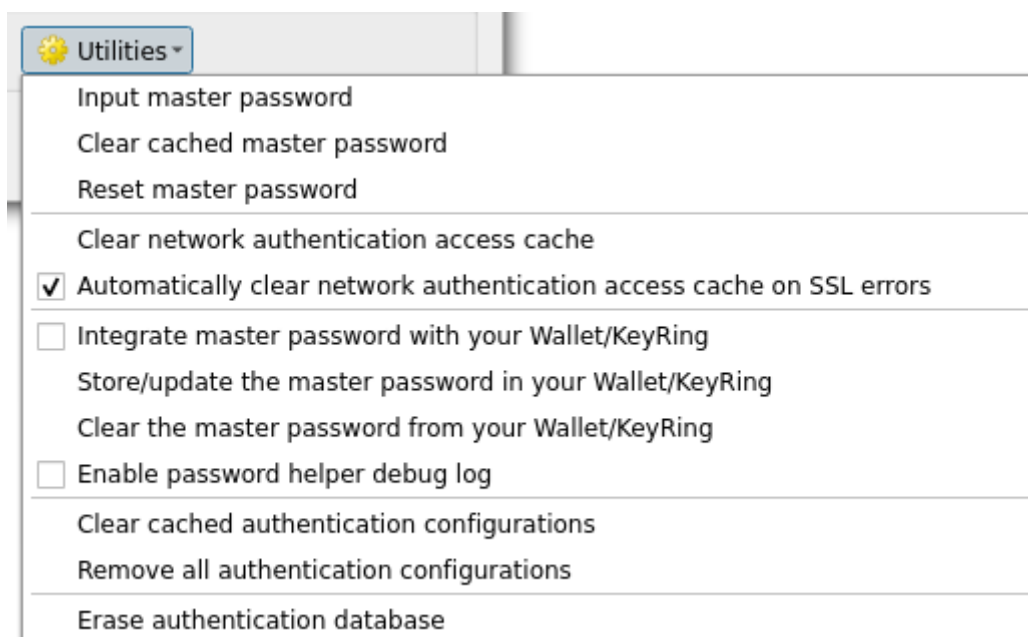 Utilities
Input master password
Clear cached master password
Reset master password
Clear network authentication access cache
Automatically clear network authentication access cache on SSL errors
Integrate master password with your Wallet/KeyRing
Store/update the master password in your Wallet/KeyRing
Clear the master password from your Wallet/KeyRing
Enable password helper debug log
Clear cached authentication configurations
Remove all authentication configurations
Erase authentication database